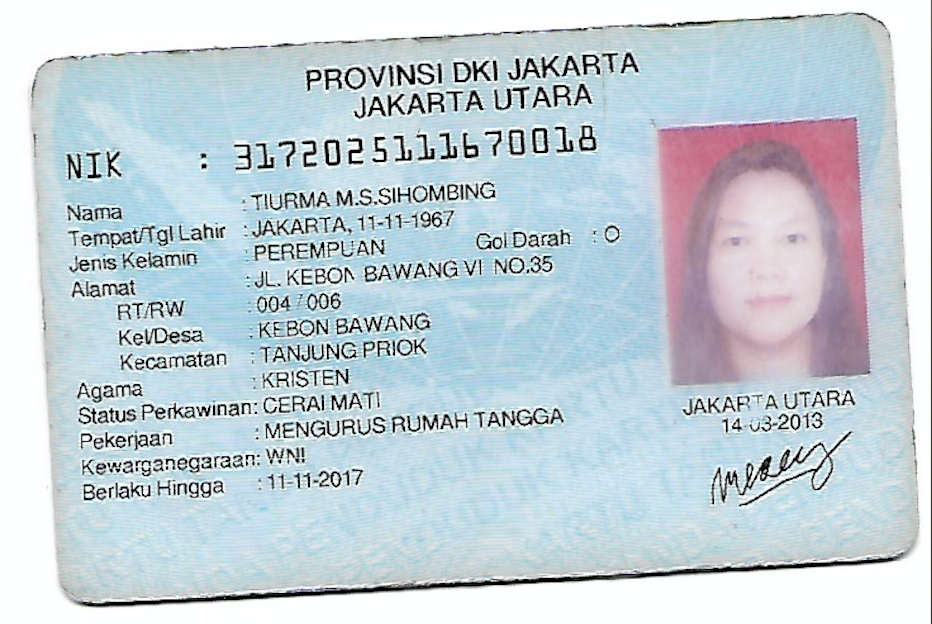 PROVINSI DKI JAKARTA
JAKARTA UTARA
NIK : 3172025111670018
Nama : TIURMA M.S.SIHOMBING
Tempat/Tgl Lahir : JAKARTA, 11-11-1967
Jenis Kelamin : PEREMPUAN Gol Darah : O
Alamat : JL. KEBON BAWANG VI NO.35
RT/RW : 004 / 006
Kel/Desa : KEBON BAWANG
Kecamatan : TANJUNG PRIOK
Agama : KRISTEN
Status Perkawinan: CERAI MATI
Pekerjaan : MENGURUS RUMAH TANGGA
Kewarganegaraan: WNI
Berlaku Hingga : 11-11-2017
JAKARTA UTARA
14-03-2013